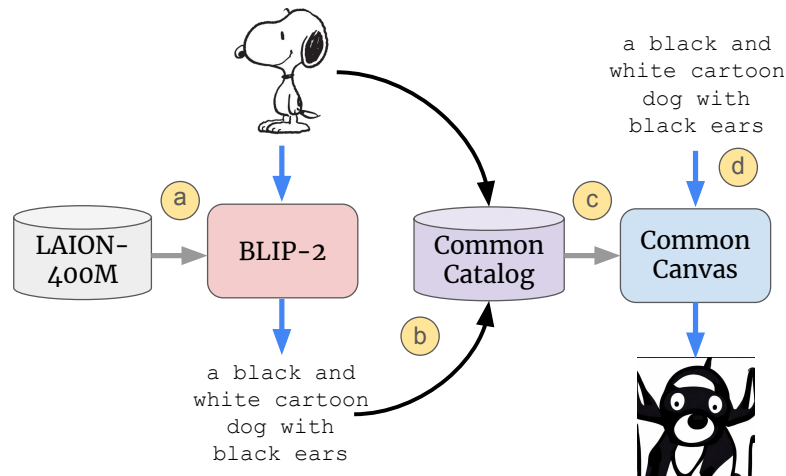 a black and
white cartoon
dog with
black ears
d
a
c
LAION-
400M
BLIP-2
Common
Catalog
Common
Canvas
b
a black and
white cartoon
dog with
black ears